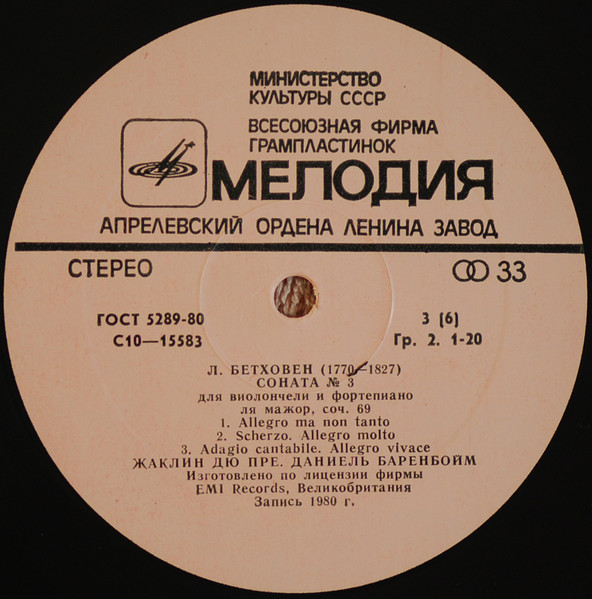 МИНИСТЕРСТВО
КУЛЬТУРЫ СССР
ВСЕСОЮЗНАЯ ФИРМА
ГРАМПЛАСТИНОК
МЕЛОДИЯ
АПРЕЛЕВСКИЙ ОРДЕНА ЛЕНИНА ЗАВОД
СТЕРЕО 33
ГОСТ 5289-80 3 (6)
С10—15583 Гр. 2. 1-20
Л. БЕТХОВЕН (1770—1827)
СОНАТА № 3
для виолончели и фортепиано
ля мажор, соч. 69
1. Allegro ma non tanto
2. Scherzo. Allegro molto
3. Adagio cantabile. Allegro vivace
ЖАКЛИН ДЮ ПРЕ. ДАНИЕЛЬ БАРЕНБОЙМ
Изготовлено по лицензии фирмы
EMI Records, Великобритания
Запись 1980 г.